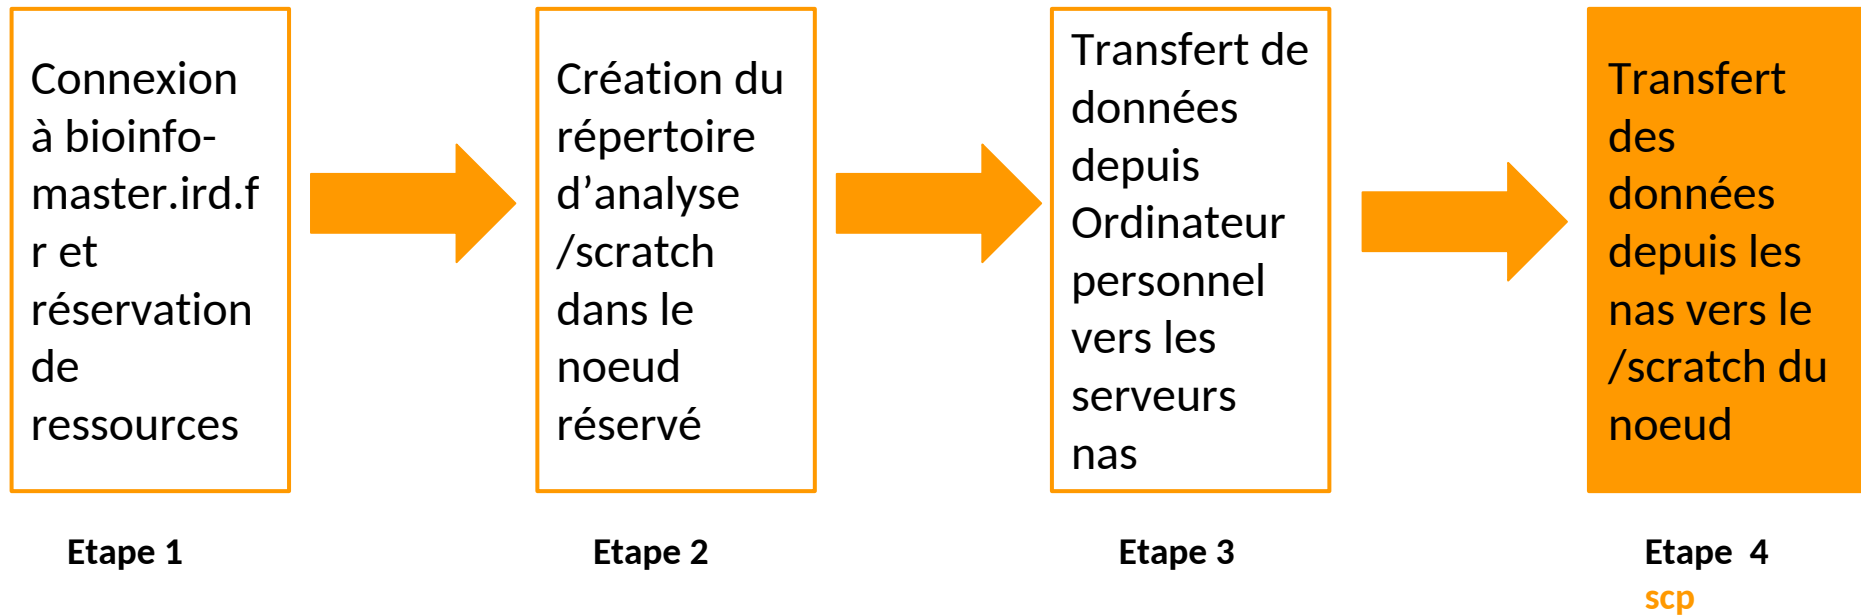 Connexion
à bioinfo-
master.ird.f
r et
réservation
de
ressources
Création du
répertoire
d’analyse
/scratch
dans le
noeud
réservé
Transfert de
données
depuis
Ordinateur
personnel
vers les
serveurs
nas
Transfert
des
données
depuis les
nas vers le
/scratch du
noeud
Etape 1
Etape 2
Etape 3
Etape  4
scp